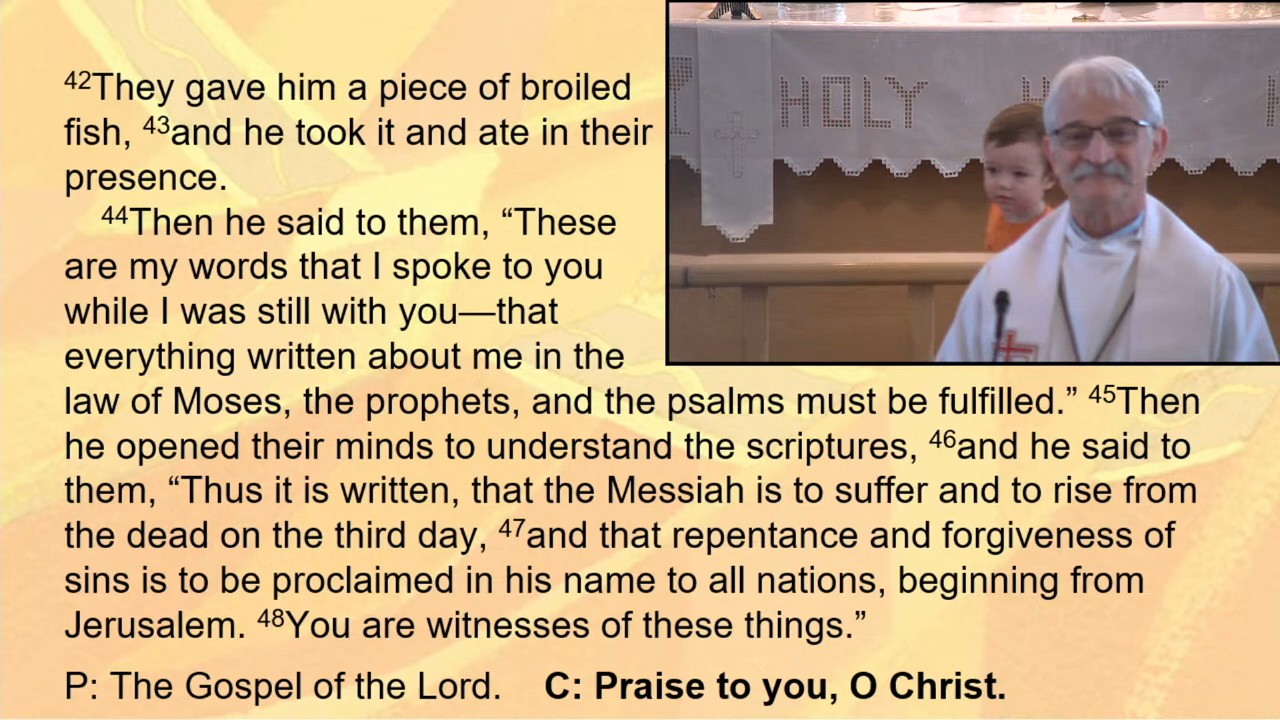 ⁴²They gave him a piece of broiled
fish, ⁴³and he took it and ate in their
presence.
⁴⁴Then he said to them, “These
are my words that I spoke to you
while I was still with you—that
everything written about me in the
law of Moses, the prophets, and the psalms must be fulfilled.” ⁴⁵Then
he opened their minds to understand the scriptures, ⁴⁶and he said to
them, “Thus it is written, that the Messiah is to suffer and to rise from
the dead on the third day, ⁴⁷and that repentance and forgiveness of
sins is to be proclaimed in his name to all nations, beginning from
Jerusalem. ⁴⁸You are witnesses of these things.”
P: The Gospel of the Lord. C: Praise to you, O Christ.
HOLY